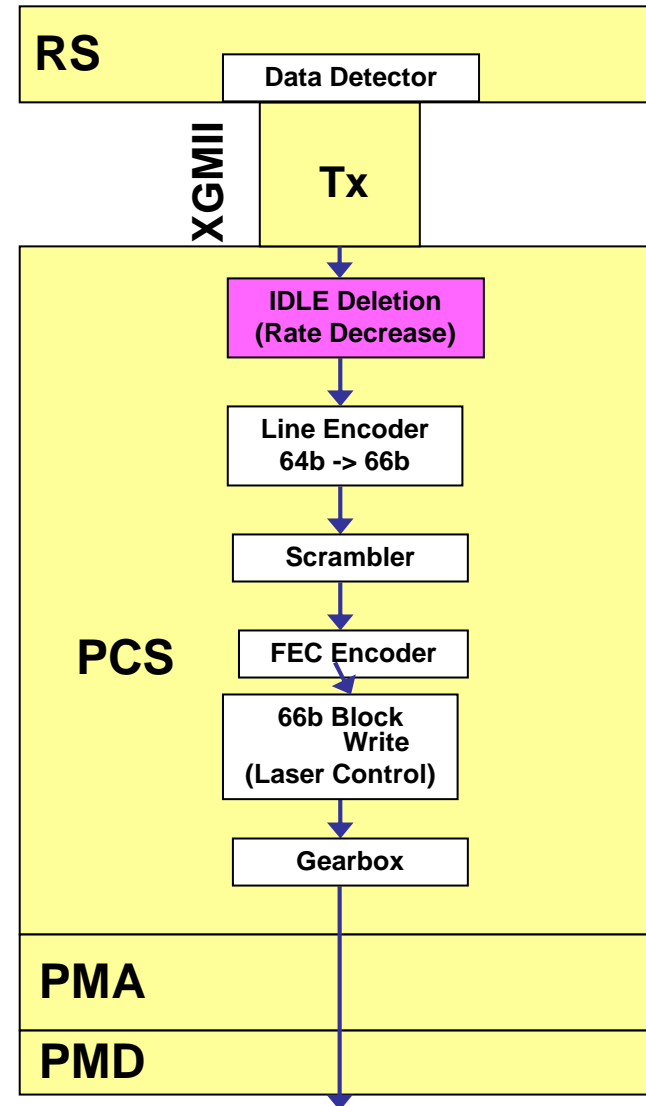 RS
Data Detector
XGMII
Tx
IDLE Deletion
(Rate Decrease)
Line Encoder
64b -> 66b
Scrambler
PCS
FEC Encoder
66b Block
Write
(Laser Control)
Gearbox
PMA
PMD